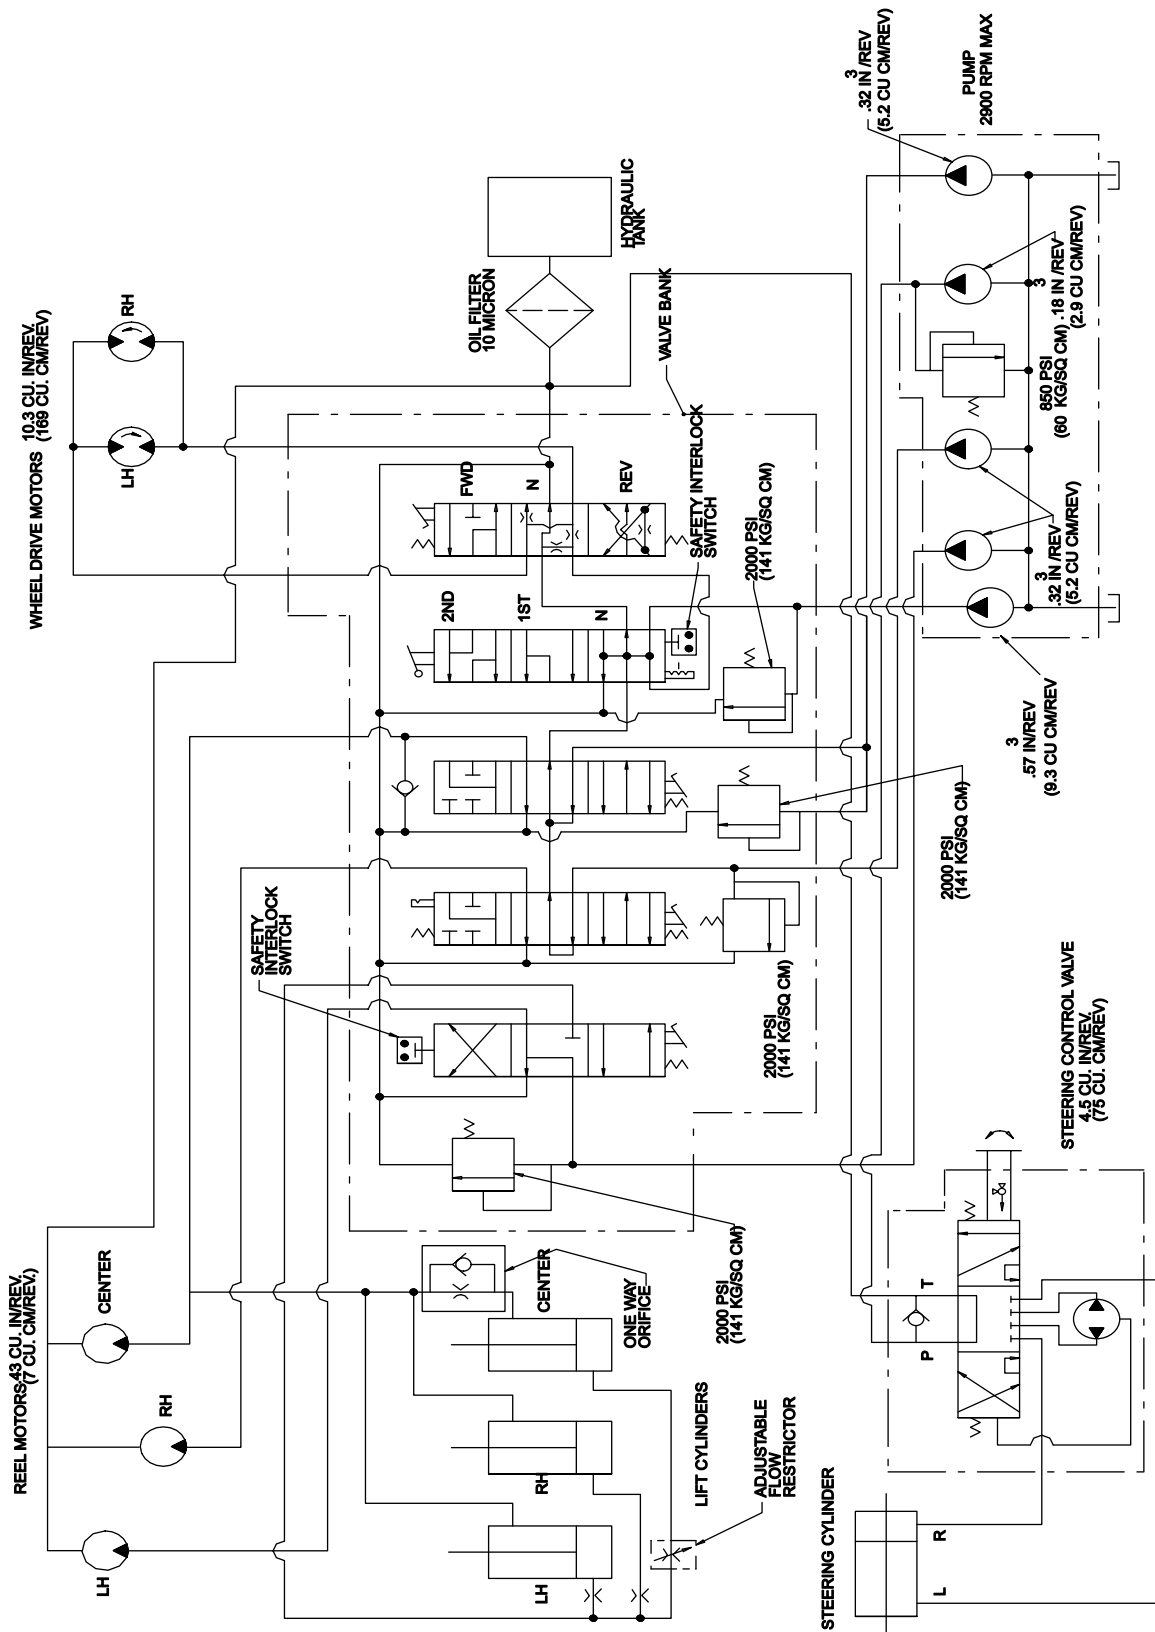 WHEEL DRIVE MOTORS
10.3 CU. IN/REV.
(169 CU. CM/REV)
LH
RH
OIL FILTER
10 MICRON
HYDRAULIC
TANK
VALVE BANK
FWD
N
REV
SAFETY INTERLOCK
SWITCH
2ND
1ST
N
2000 PSI
(141 KG/SQ CM)
2000 PSI
(141 KG/SQ CM)
2000 PSI
(141 KG/SQ CM)
SAFETY
INTERLOCK
SWITCH
2000 PSI
(141 KG/SQ CM)
3
.32 IN /REV
(5.2 CU CM/REV)
PUMP
2900 RPM MAX
3
.18 IN /REV
(2.9 CU CM/REV)
850 PSI
(60 KG/SQ CM)
3
.32 IN /REV
(5.2 CU CM/REV)
3
.57 IN/REV
(9.3 CU CM/REV
REEL MOTORS
.43 CU. IN/REV.
(7 CU. CM/REV.)
CENTER
RH
LH
CENTER
ONE WAY
ORIFICE
RH
LH
LIFT CYLINDERS
ADJUSTABLE
FLOW
RESTRICTOR
STEERING CONTROL VALVE
4.5 CU. IN/REV.
(75 CU. CM/REV)
P
T
STEERING CYLINDER
L
R